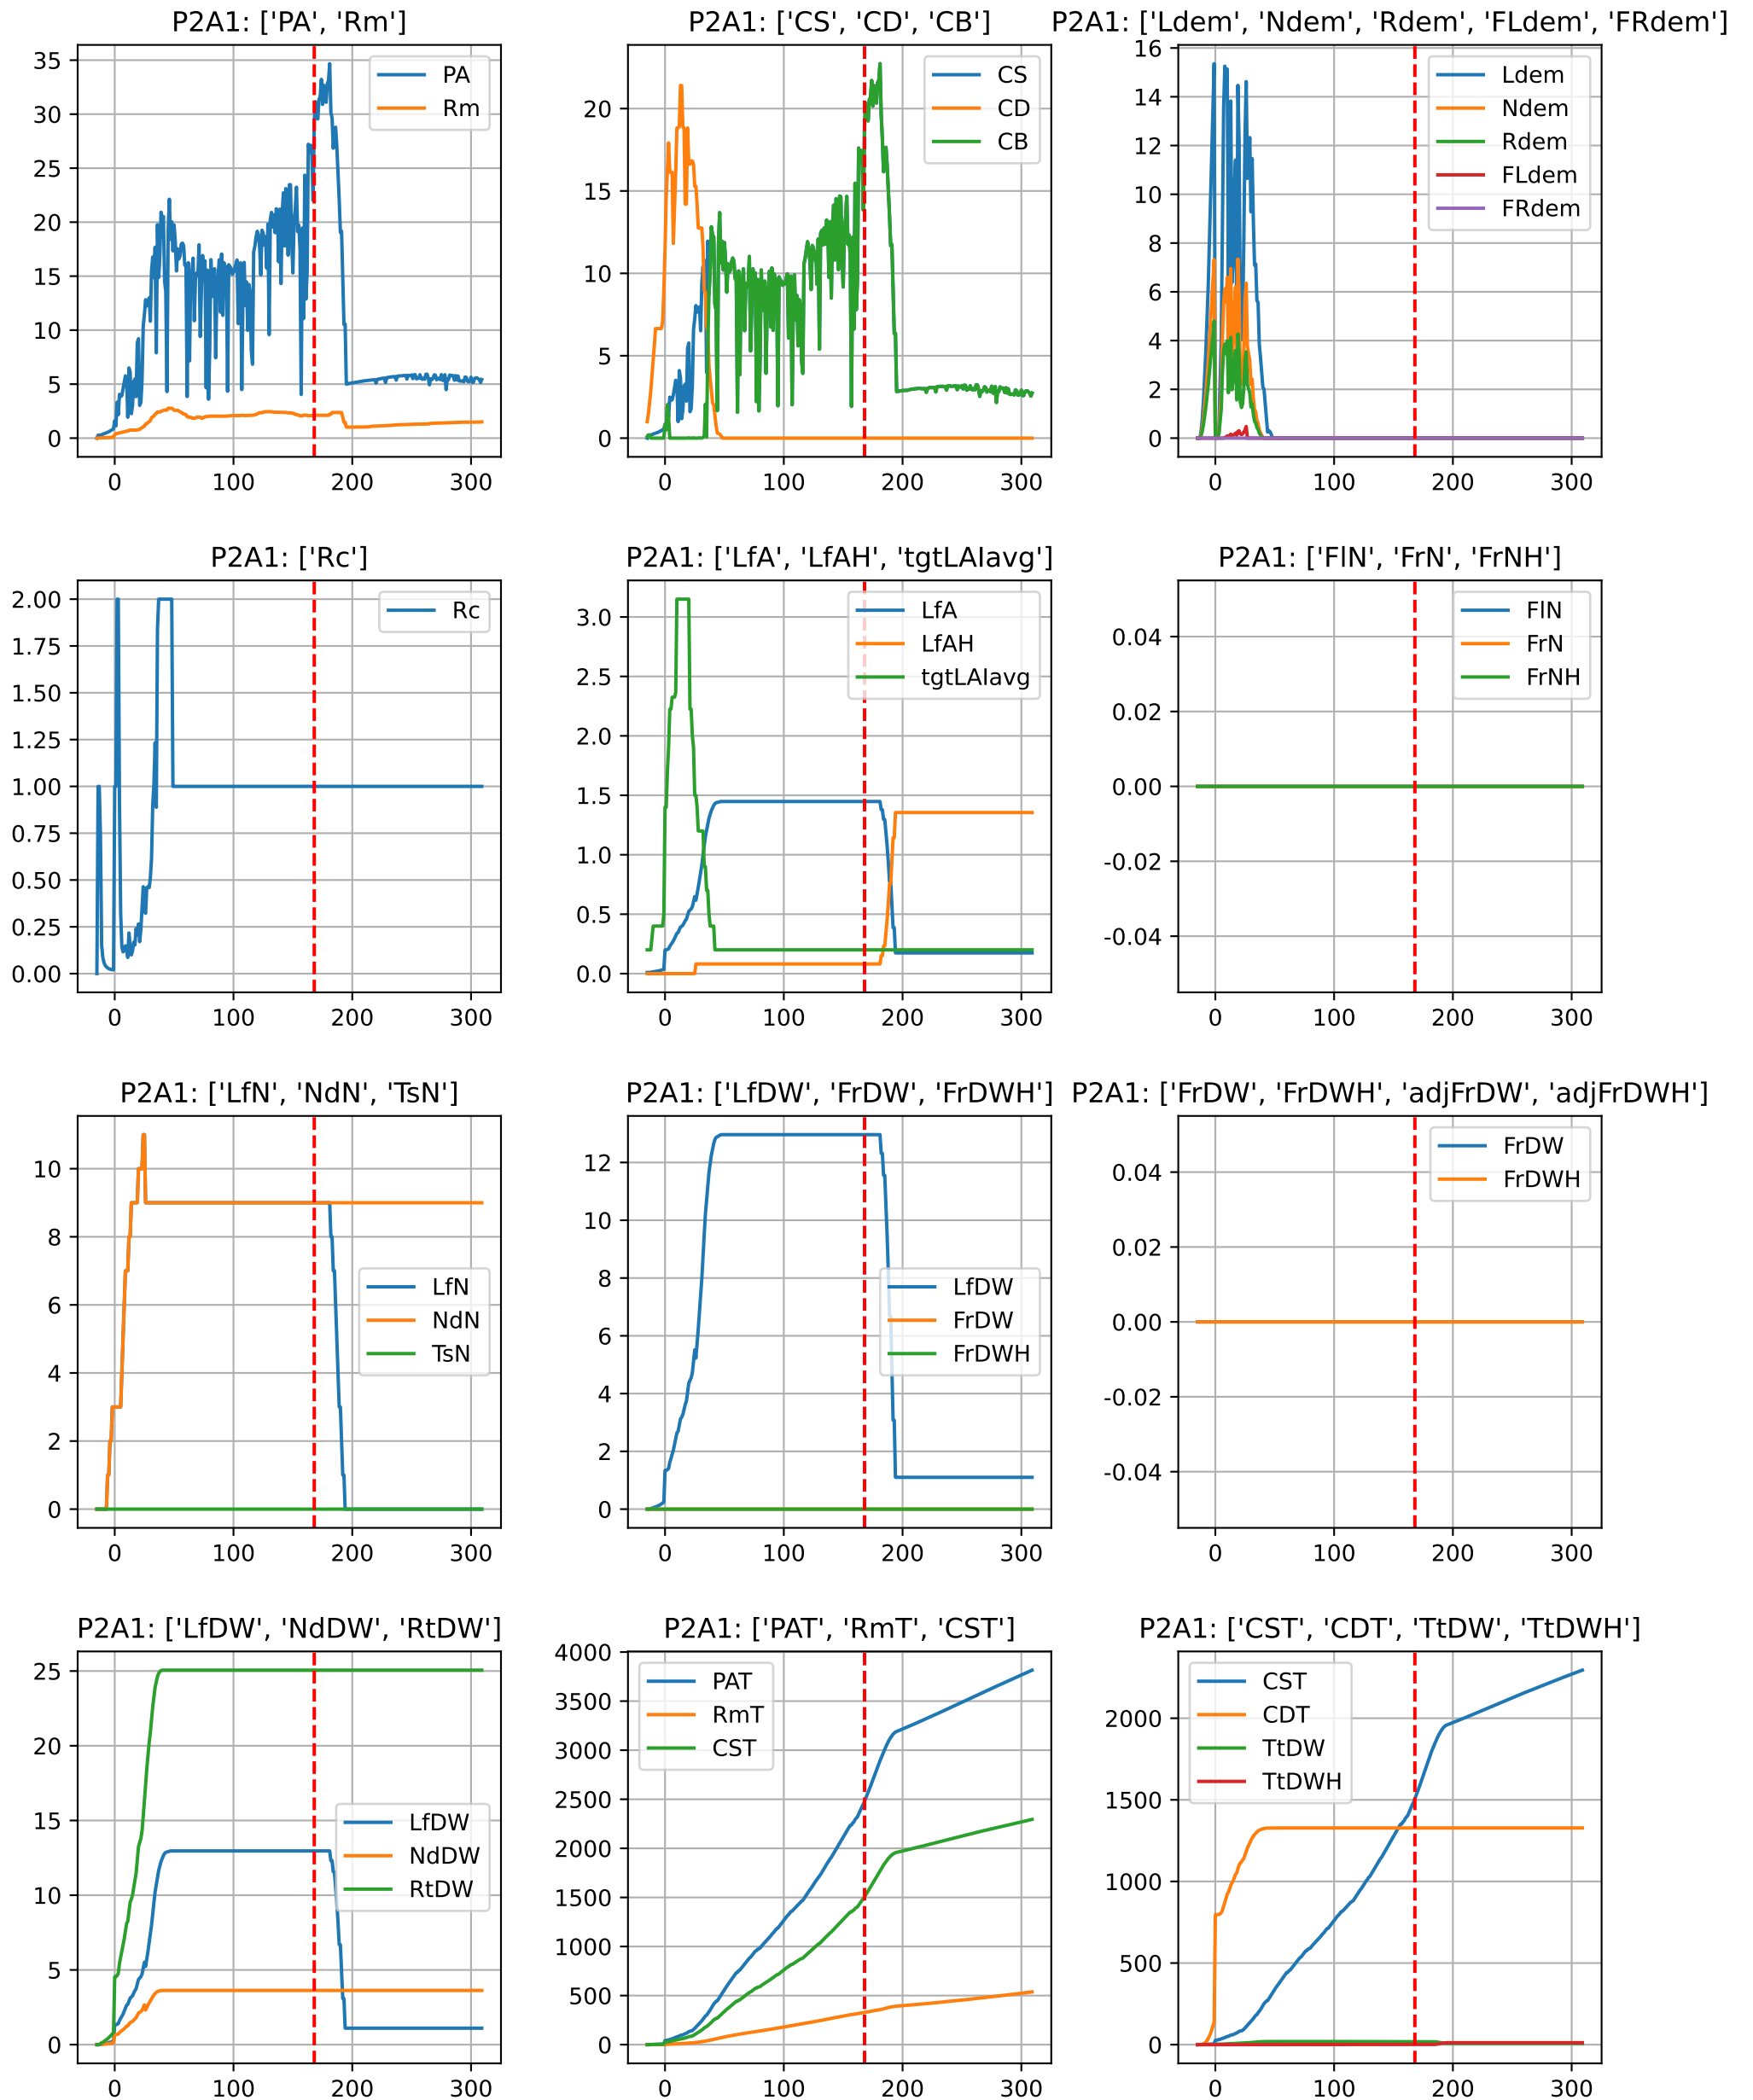 P2A1: ['PA', 'Rm']
35
30
25
20
15
10
5
0
0 100 200 300
PA
Rm
P2A1: ['CS', 'CD', 'CB']
20
15
10
5
0
0 100 200 300
CS
CD
CB
P2A1: ['Ldem', 'Ndem', 'Rdem', 'FLdem', 'FRdem']
16
14
12
10
8
6
4
2
0
0 100 200 300
Ldem
Ndem
Rdem
FLdem
FRdem
P2A1: ['Rc']
2.00
1.75
1.50
1.25
1.00
0.75
0.50
0.25
0.00
0 100 200 300
Rc
P2A1: ['LfA', 'LfAH', 'tgtLAIavg']
3.0
2.5
2.0
1.5
1.0
0.5
0.0
0 100 200 300
LfA
LfAH
tgtLAIavg
P2A1: ['FlN', 'FrN', 'FrNH']
0.04
0.02
0.00
-0.02
-0.04
0 100 200 300
FlN
FrN
FrNH
P2A1: ['LfN', 'NdN', 'TsN']
10
8
6
4
2
0
0 100 200 300
LfN
NdN
TsN
P2A1: ['LfDW', 'FrDW', 'FrDWH']
12
10
8
6
4
2
0
0 100 200 300
LfDW
FrDW
FrDWH
P2A1: ['FrDW', 'FrDWH', 'adjFrDW', 'adjFrDWH']
0.04
0.02
0.00
-0.02
-0.04
0 100 200 300
FrDW
FrDWH
P2A1: ['LfDW', 'NdDW', 'RtDW']
25
20
15
10
5
0
0 100 200 300
LfDW
NdDW
RtDW
P2A1: ['PAT', 'RmT', 'CST']
4000
3500
3000
2500
2000
1500
1000
500
0
0 100 200 300
PAT
RmT
CST
P2A1: ['CST', 'CDT', 'TtDW', 'TtDWH']
2000
1500
1000
500
0
0 100 200 300
CST
CDT
TtDW
TtDWH